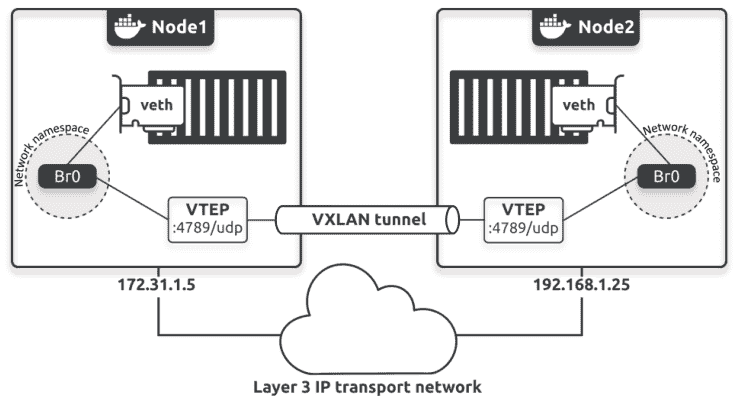 Node1
Node2
veth
veth
Network namespace
Network namespace
Br0
Br0
VTEP
:4789/udp
VXLAN tunnel
VTEP
:4789/udp
172.31.1.5
192.168.1.25
Layer 3 IP transport network